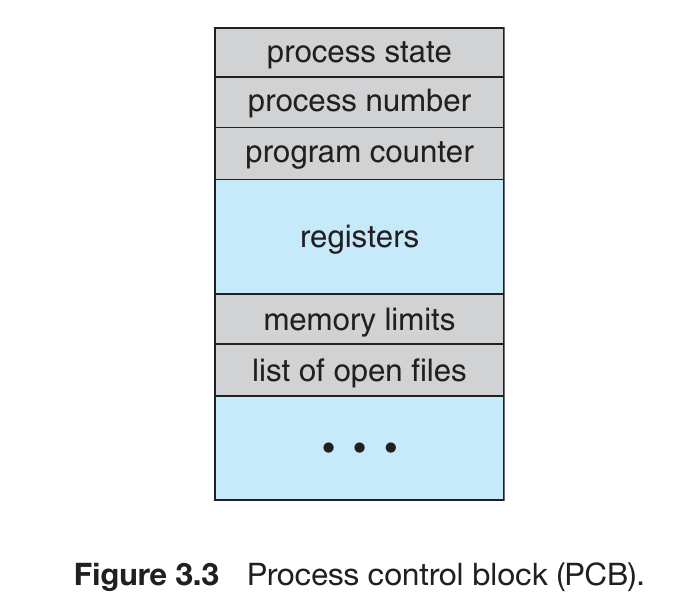 process state
process number
program counter
registers
memory limits
list of open files
• • •
Figure 3.3 Process control block (PCB).